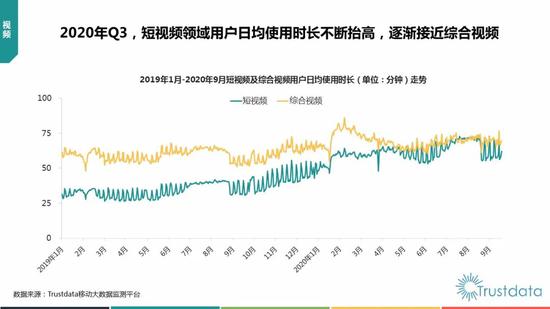 视频
2020年Q3，短视频领域用户日均使用时长不断抬高，逐渐接近综合视频
2019年1月-2020年9月短视频及综合视频用户日均使用时长（单位：分钟）走势
短视频 综合视频
100
75
50
25
0
2019年1月 2月 3月 4月 5月 6月 7月 8月 9月 10月 11月 12月 2020年1月 2月 3月 4月 5月 6月 7月 8月 9月
数据来源：Trustdata移动大数据监测平台
Trustdata